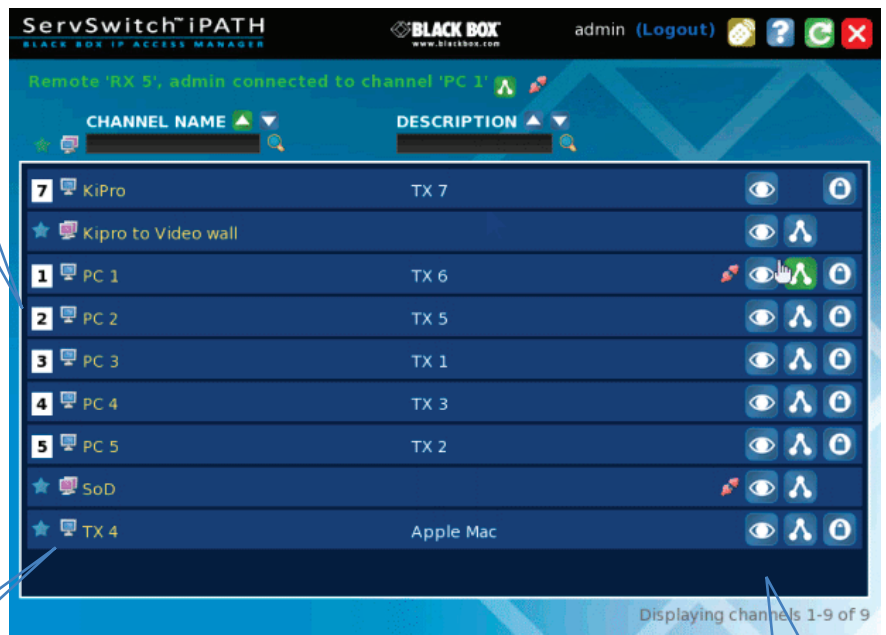 ServSwitch™ iPATH
BLACK BOX IP ACCESS MANAGER
BLACK BOX®
www.blackbox.com
admin (Logout) ?
Remote 'RX 5', admin connected to channel 'PC 1'
CHANNEL NAME DESCRIPTION
7 KiPro TX 7
Kipro to Video wall
1 PC 1 TX 6
2 PC 2 TX 5
3 PC 3 TX 1
4 PC 4 TX 3
5 PC 5 TX 2
SoD
TX 4 Apple Mac
Displaying channels 1-9 of 9